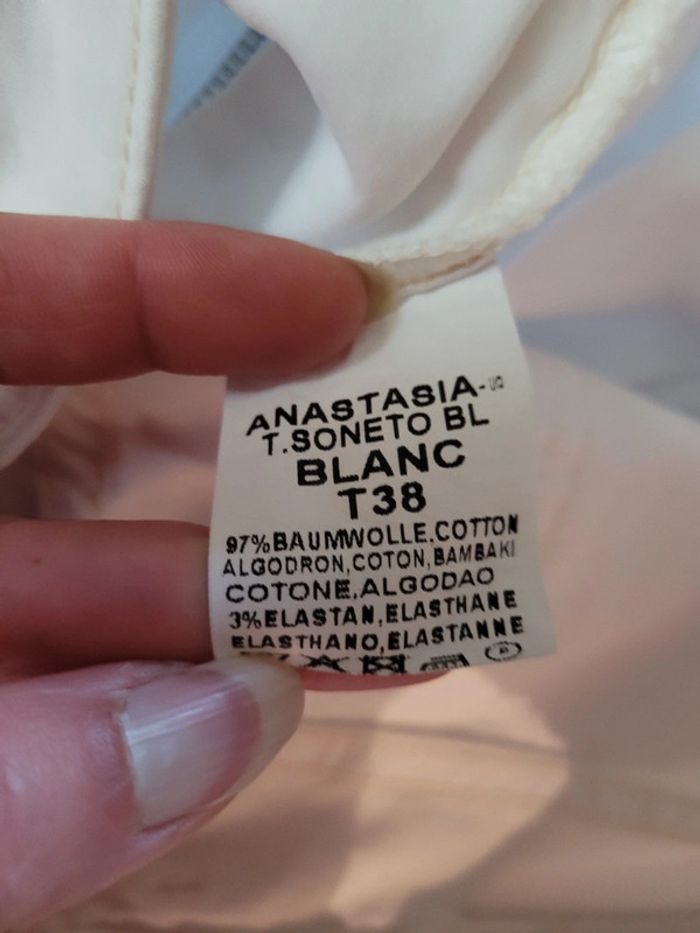 ANASTASIA-
T.SONETO BL
BLANC
T38
97%BAUMWOLLE.COTTON
ALGODRON,COTON,BAMBAKI
COTONE,ALGODAO
3%ELASTAN,ELASTHANE
ELASTHANO,ELASTANNE